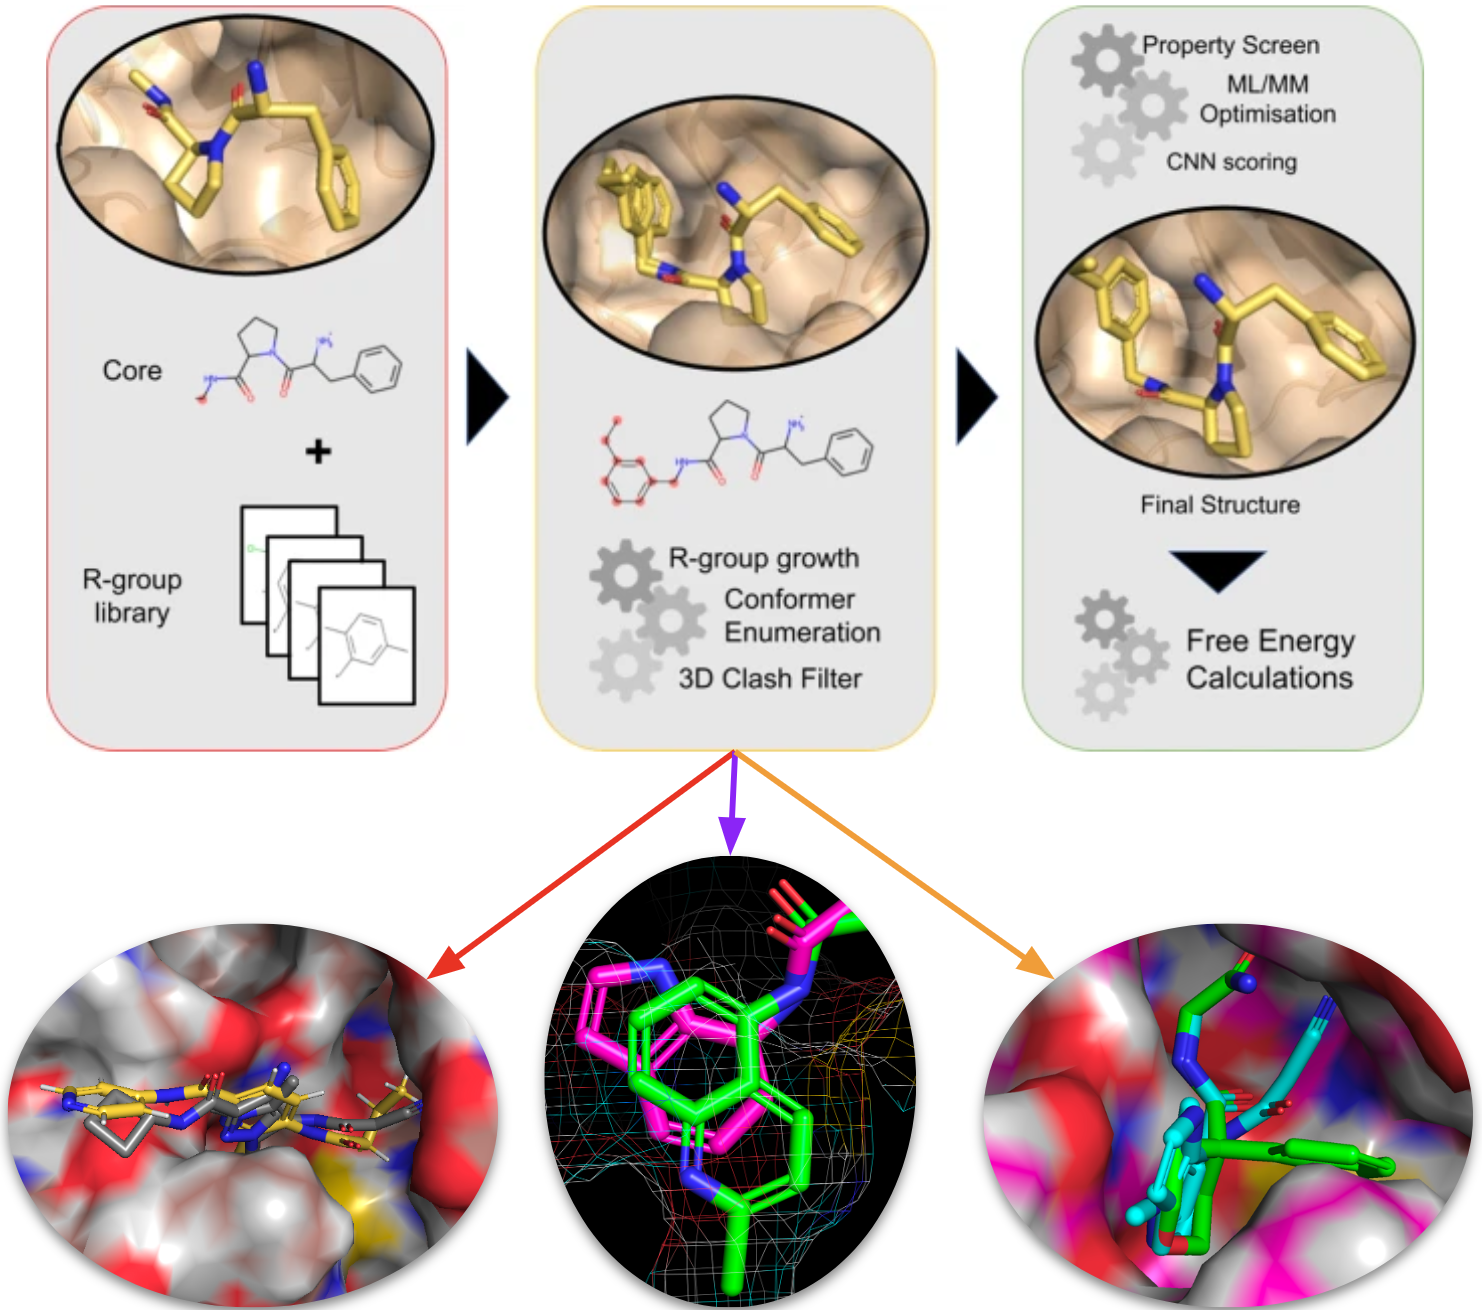 Core
+
R-group
library
R-group growth
Conformer
Enumeration
3D Clash Filter
Property Screen
ML/MM
Optimisation
CNN scoring
Final Structure
Free Energy
Calculations